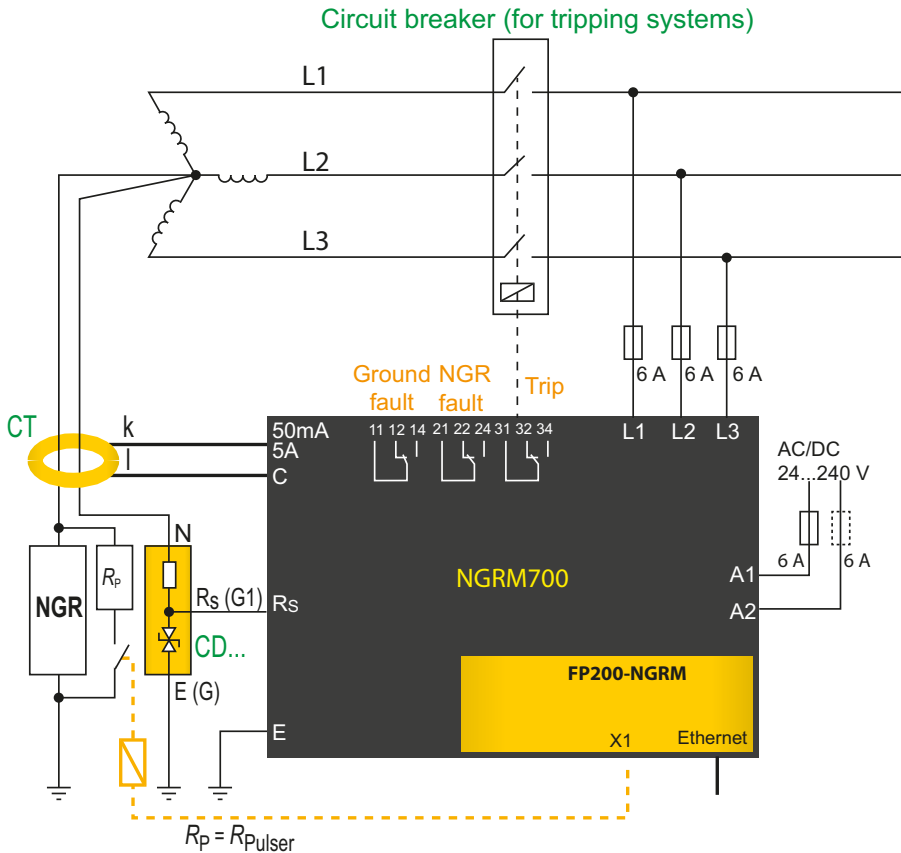 Circuit breaker (for tripping systems)
L1
L2
L3
6 A
6 A
6 A
Ground fault
NGR fault
Trip
CT
k
l
50mA
5A
C
11 12 14 21 22 24 31 32 34
L1 L2 L3
AC/DC
24...240 V
6 A
6 A
N
NGR
RP
RS (G1)
RS
CD...
E (G)
E
NGRM700
A1
A2
FP200-NGRM
X1
Ethernet
RP = RPulser